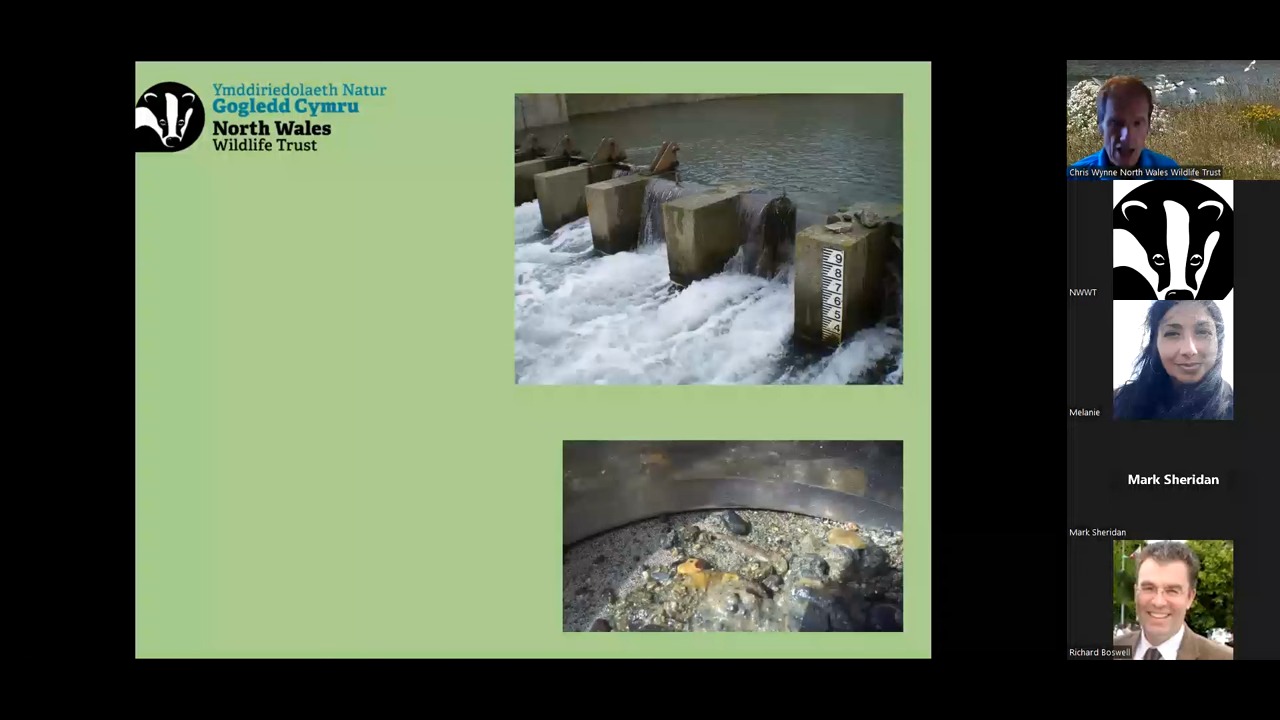 Ymddiriedolaeth Natur
Gogledd Cymru
North Wales
Wildlife Trust
9
8
7
6
5
4
Chris Wynne North Wales Wildlife Trust
NWWT
Melanie
Mark Sheridan
Mark Sheridan
Richard Boswell